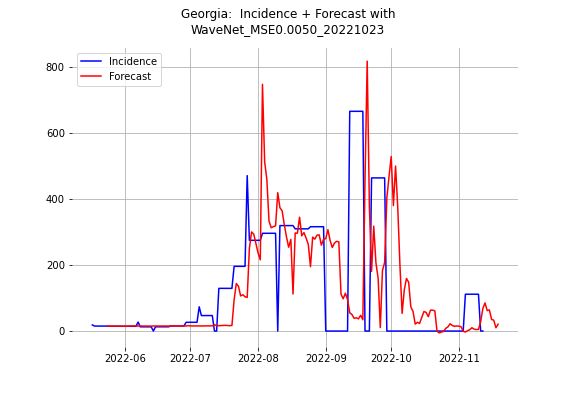 Georgia:  Incidence + Forecast with
WaveNet_MSE0.0050_20221023
Incidence
Forecast
800
600
400
200
0
2022-06 2022-07 2022-08 2022-09 2022-10 2022-11